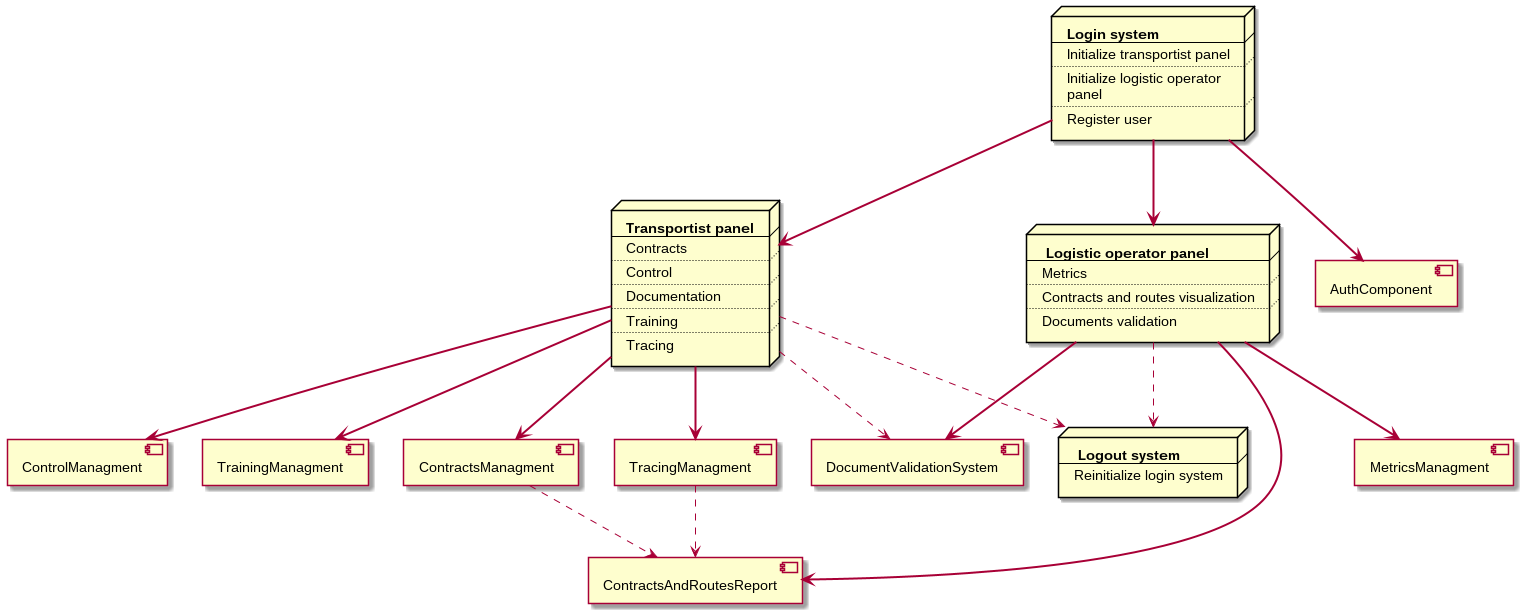 Login system
Initialize transportist panel
Initialize logistic operator
panel
Register user
Transportist panel
Contracts
Control
Documentation
Training
Tracing
Logistic operator panel
Metrics
Contracts and routes visualization
Documents validation
AuthComponent
ControlManagment
TrainingManagment
ContractsManagment
TracingManagment
DocumentValidationSystem
Logout system
Reinitialize login system
MetricsManagment
ContractsAndRoutesReport